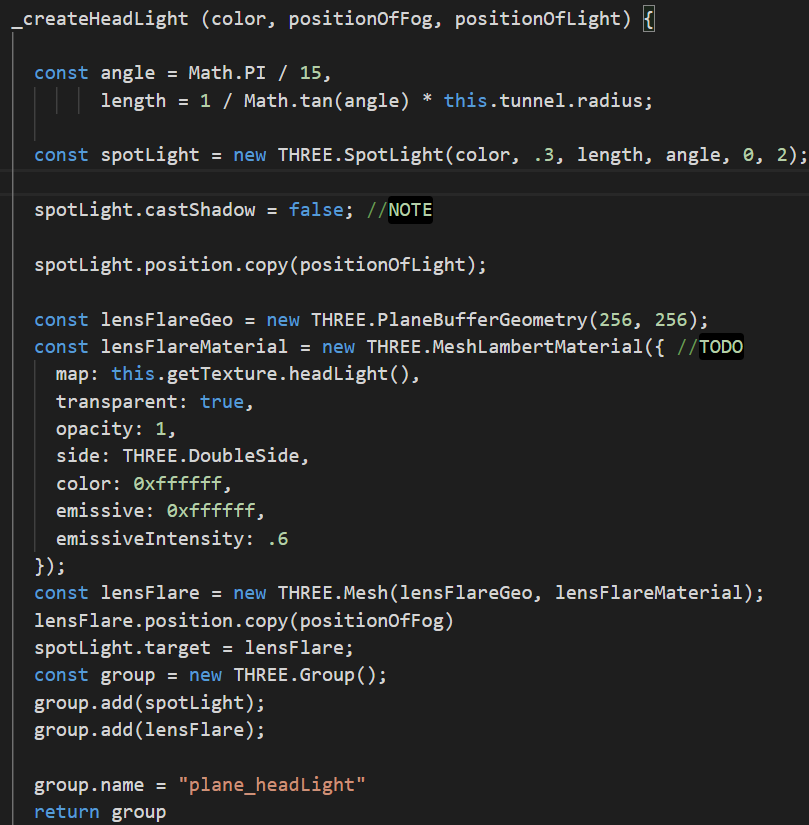 _createHeadLight (color, positionOfFog, positionOfLight) {
const angle = Math.PI / 15,
length = 1 / Math.tan(angle) * this.tunnel.radius;
const spotLight = new THREE.SpotLight(color, .3, length, angle, 0, 2);
spotLight.castShadow = false; //NOTE
spotLight.position.copy(positionOfLight);
const lensFlareGeo = new THREE.PlaneBufferGeometry(256, 256);
const lensFlareMaterial = new THREE.MeshLambertMaterial({ //TODO
map: this.getTexture.headLight(),
transparent: true,
opacity: 1,
side: THREE.DoubleSide,
color: 0xffffff,
emissive: 0xffffff,
emissiveIntensity: .6
});
const lensFlare = new THREE.Mesh(lensFlareGeo, lensFlareMaterial);
lensFlare.position.copy(positionOfFog)
spotLight.target = lensFlare;
const group = new THREE.Group();
group.add(spotLight);
group.add(lensFlare);
group.name = "plane_headLight"
return group